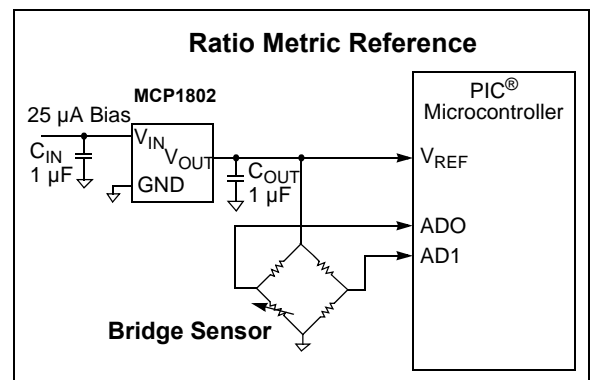 Ratio Metric Reference
MCP1802
25 µA Bias
PIC®
Microcontroller
VIN
VOUT
CIN
1 µF
GND
COUT
1 µF
VREF
ADO
AD1
Bridge Sensor